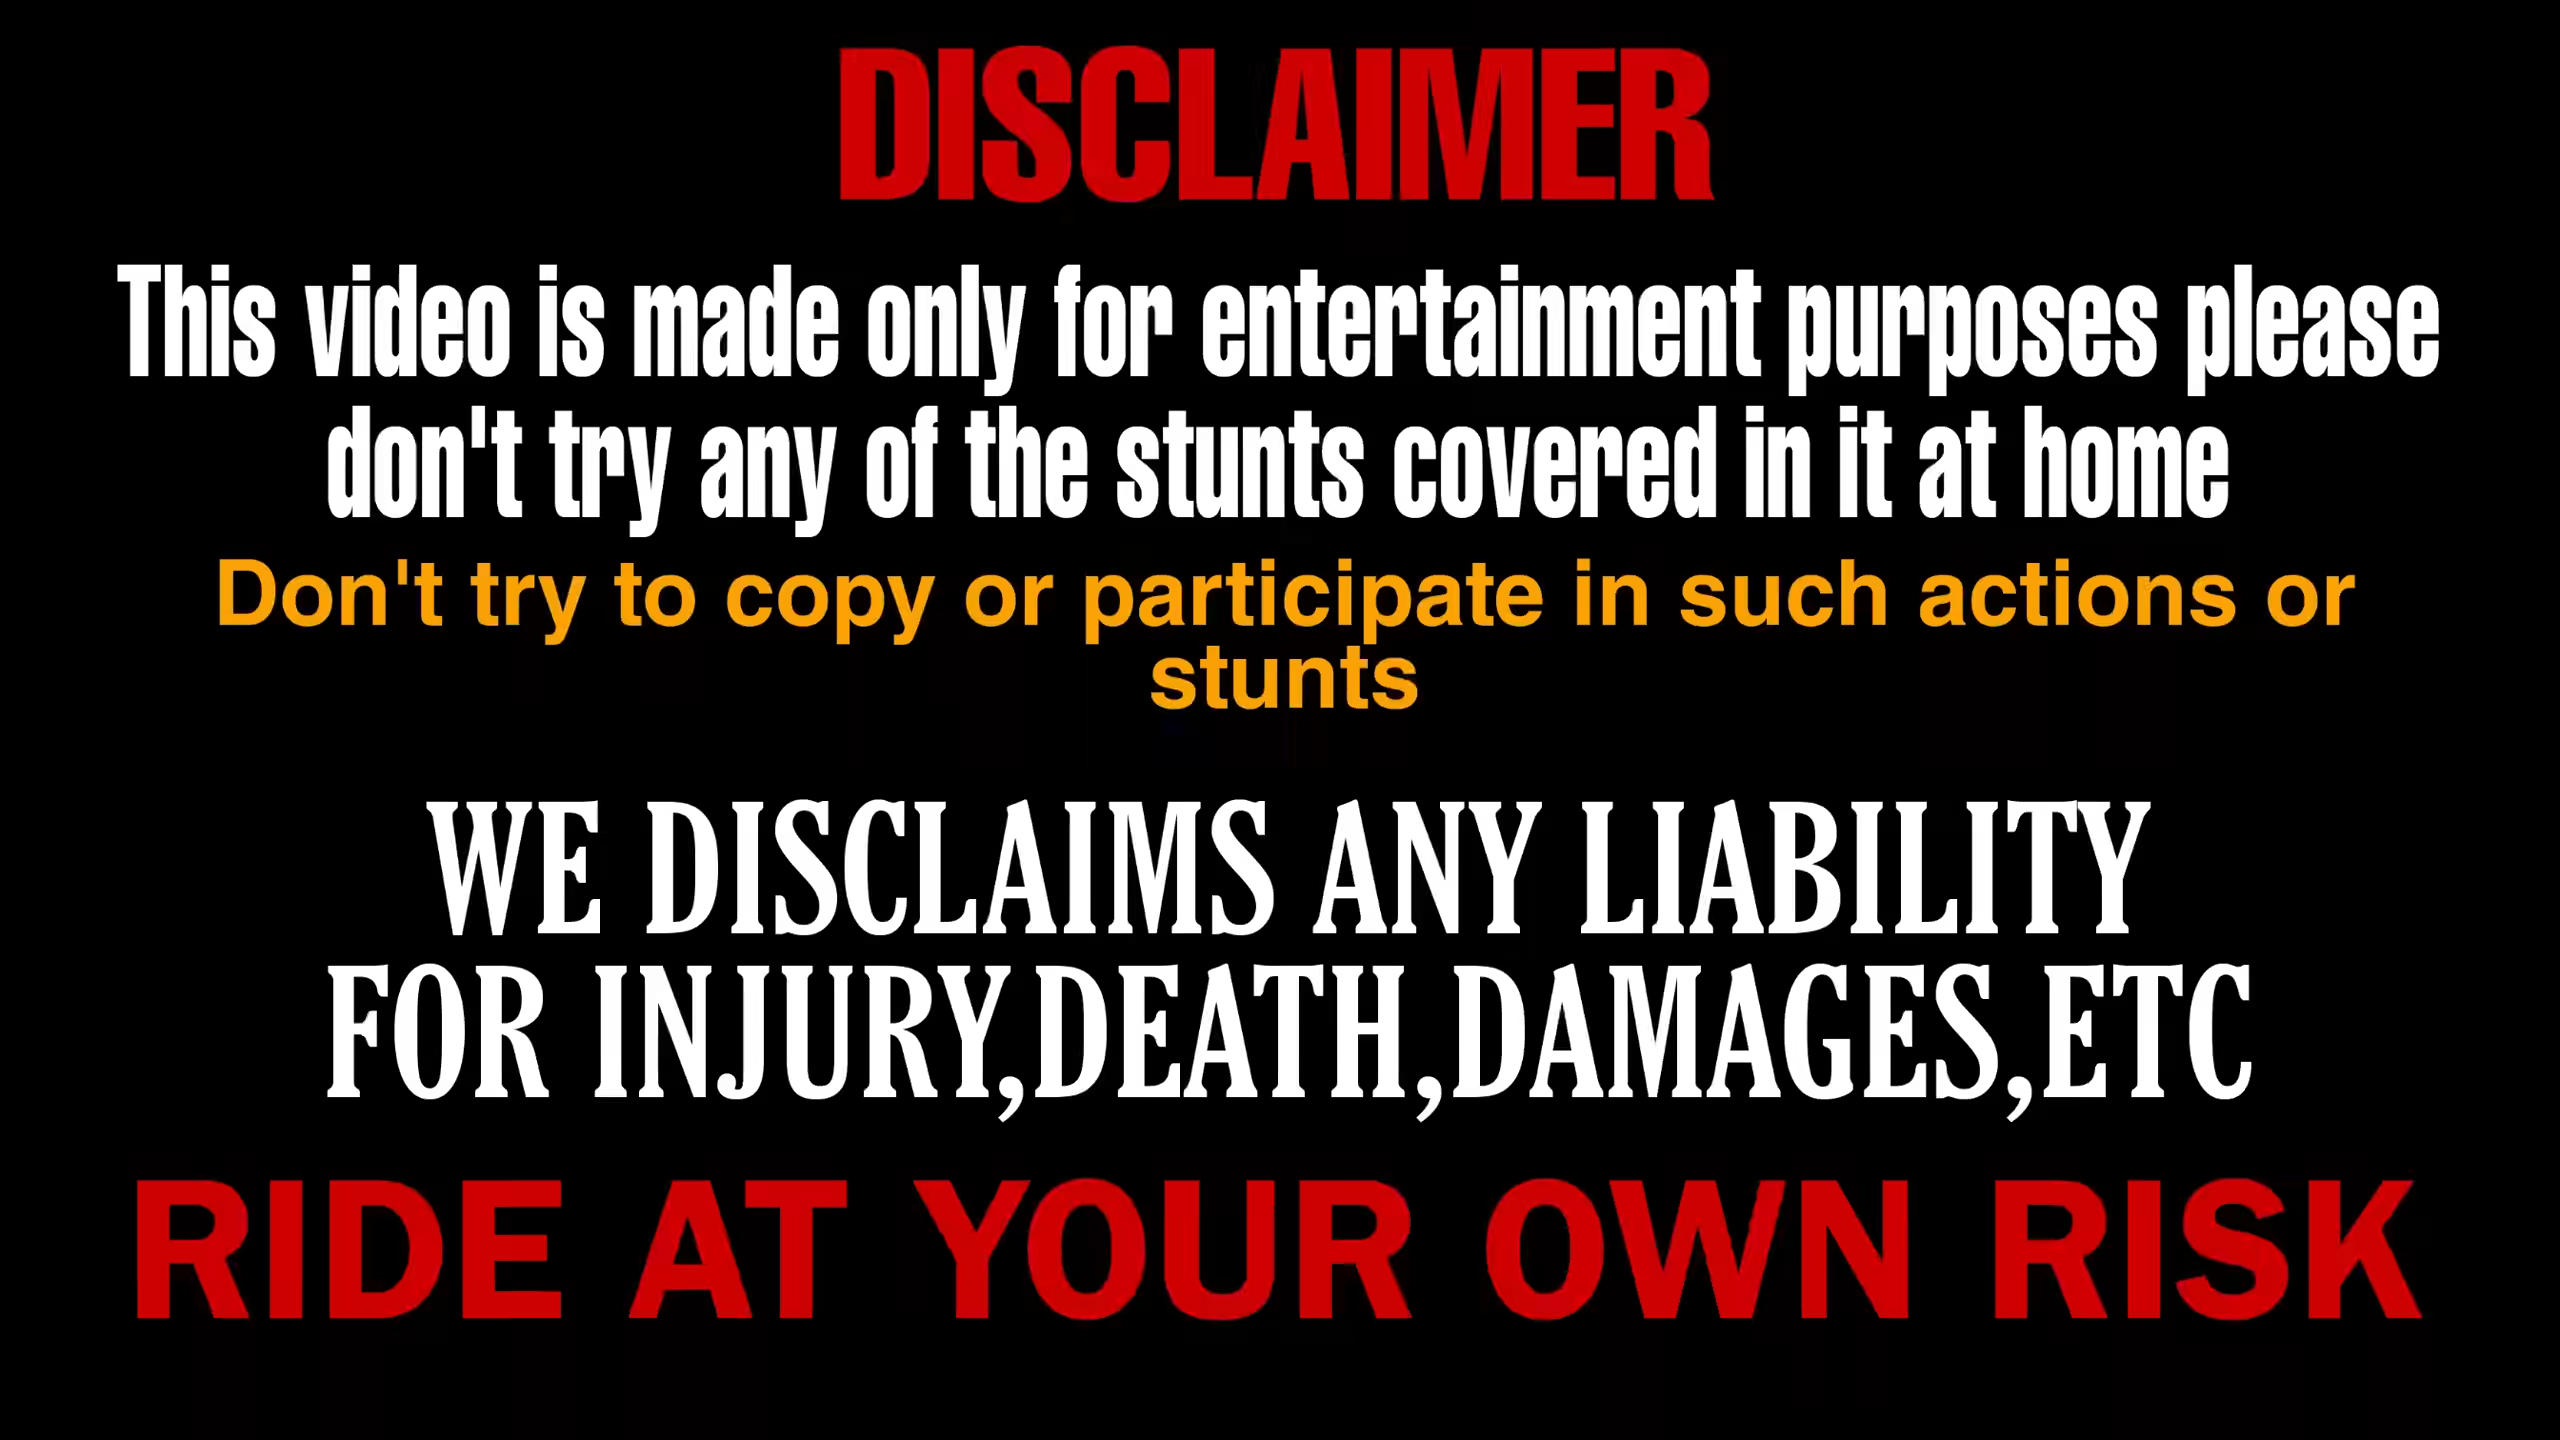 DISCLAIMER
This video is made only for entertainment purposes please
don't try any of the stunts covered in it at home
Don't try to copy or participate in such actions or
stunts
WE DISCLAIMS ANY LIABILITY
FOR INJURY,DEATH,DAMAGES,ETC
RIDE AT YOUR OWN RISK